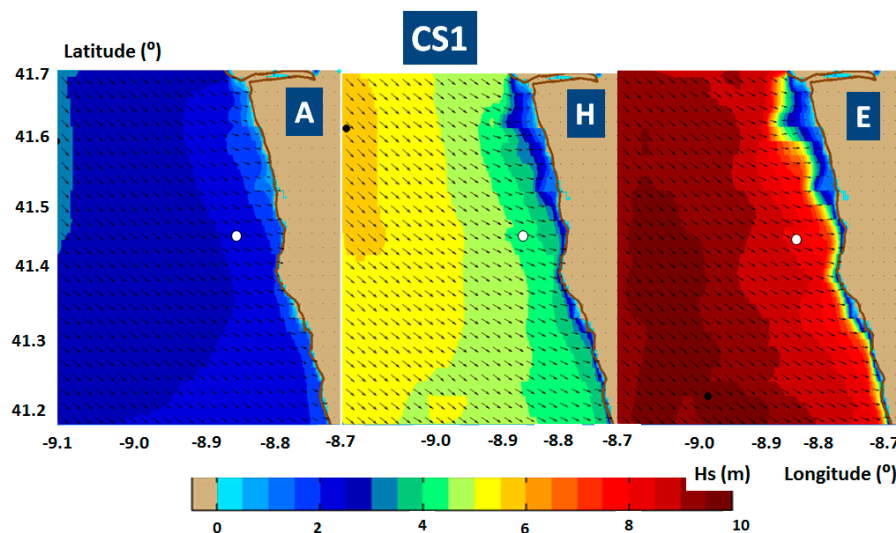 CS1
Latitude (º)
41.7
41.6
41.5
41.4
41.3
41.2
A
H
E
-9.1 -9.0 -8.9 -8.8 -8.7 -9.0 -8.9 -8.8 -8.7 -9.0 -8.9 -8.8 -8.7
Hs (m) Longitude (º)
0 2 4 6 8 10